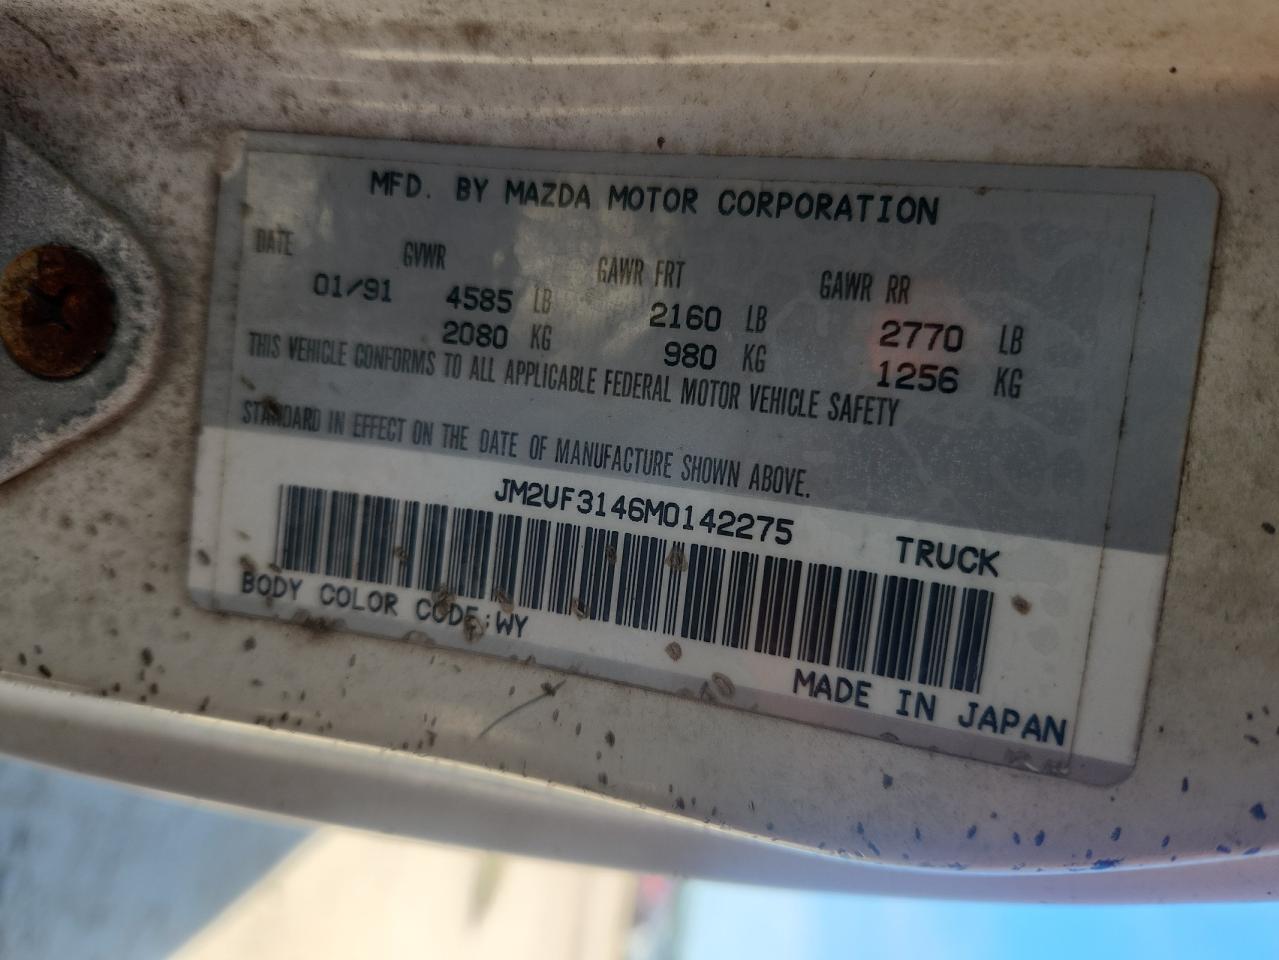 MFD. BY MAZDA MOTOR CORPORATION
DATE GVWR GAWR FRT GAWR RR
01/91 4585 LB 2160 LB 2770 LB
2080 KG 980 KG 1256 KG
THIS VEHICLE CONFORMS TO ALL APPLICABLE FEDERAL MOTOR VEHICLE SAFETY
STANDARD IN EFFECT ON THE DATE OF MANUFACTURE SHOWN ABOVE.
JM2UF3146M0142275 TRUCK
BODY COLOR CODE:WY
MADE IN JAPAN